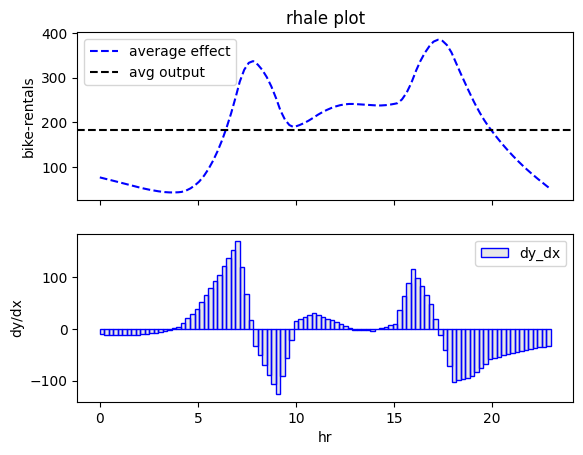 rhale plot
400
300
200
100
bike-rentals
average effect
avg output
100
0
−100
dy/dx
dy_dx
0 5 10 15 20
hr